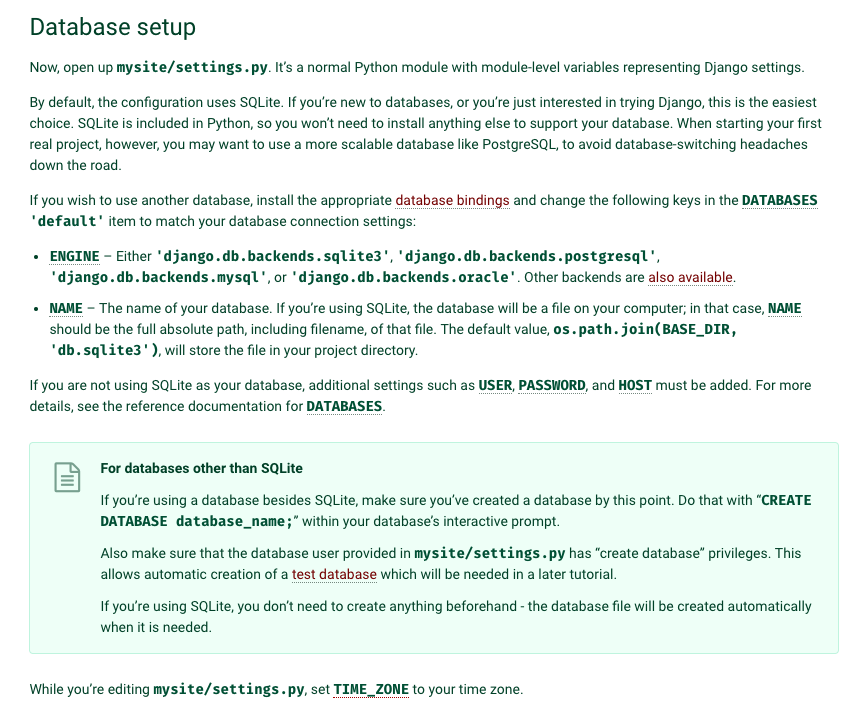 Database setup
Now, open up mysite/settings.py. It’s a normal Python module with module-level variables representing Django settings.
By default, the configuration uses SQLite. If you’re new to databases, or you’re just interested in trying Django, this is the easiest
choice. SQLite is included in Python, so you won’t need to install anything else to support your database. When starting your first
real project, however, you may want to use a more scalable database like PostgreSQL, to avoid database-switching headaches
down the road.
If you wish to use another database, install the appropriate database bindings and change the following keys in the DATABASES
'default' item to match your database connection settings:
• ENGINE – Either 'django.db.backends.sqlite3', 'django.db.backends.postgresql',
'django.db.backends.mysql', or 'django.db.backends.oracle'. Other backends are also available.
• NAME – The name of your database. If you’re using SQLite, the database will be a file on your computer; in that case, NAME
should be the full absolute path, including filename, of that file. The default value, os.path.join(BASE_DIR,
'db.sqlite3'), will store the file in your project directory.
If you are not using SQLite as your database, additional settings such as USER, PASSWORD, and HOST must be added. For more
details, see the reference documentation for DATABASES.
For databases other than SQLite
If you’re using a database besides SQLite, make sure you’ve created a database by this point. Do that with “CREATE
DATABASE database_name;” within your database’s interactive prompt.
Also make sure that the database user provided in mysite/settings.py has “create database” privileges. This
allows automatic creation of a test database which will be needed in a later tutorial.
If you’re using SQLite, you don’t need to create anything beforehand - the database file will be created automatically
when it is needed.
While you’re editing mysite/settings.py, set TIME_ZONE to your time zone.